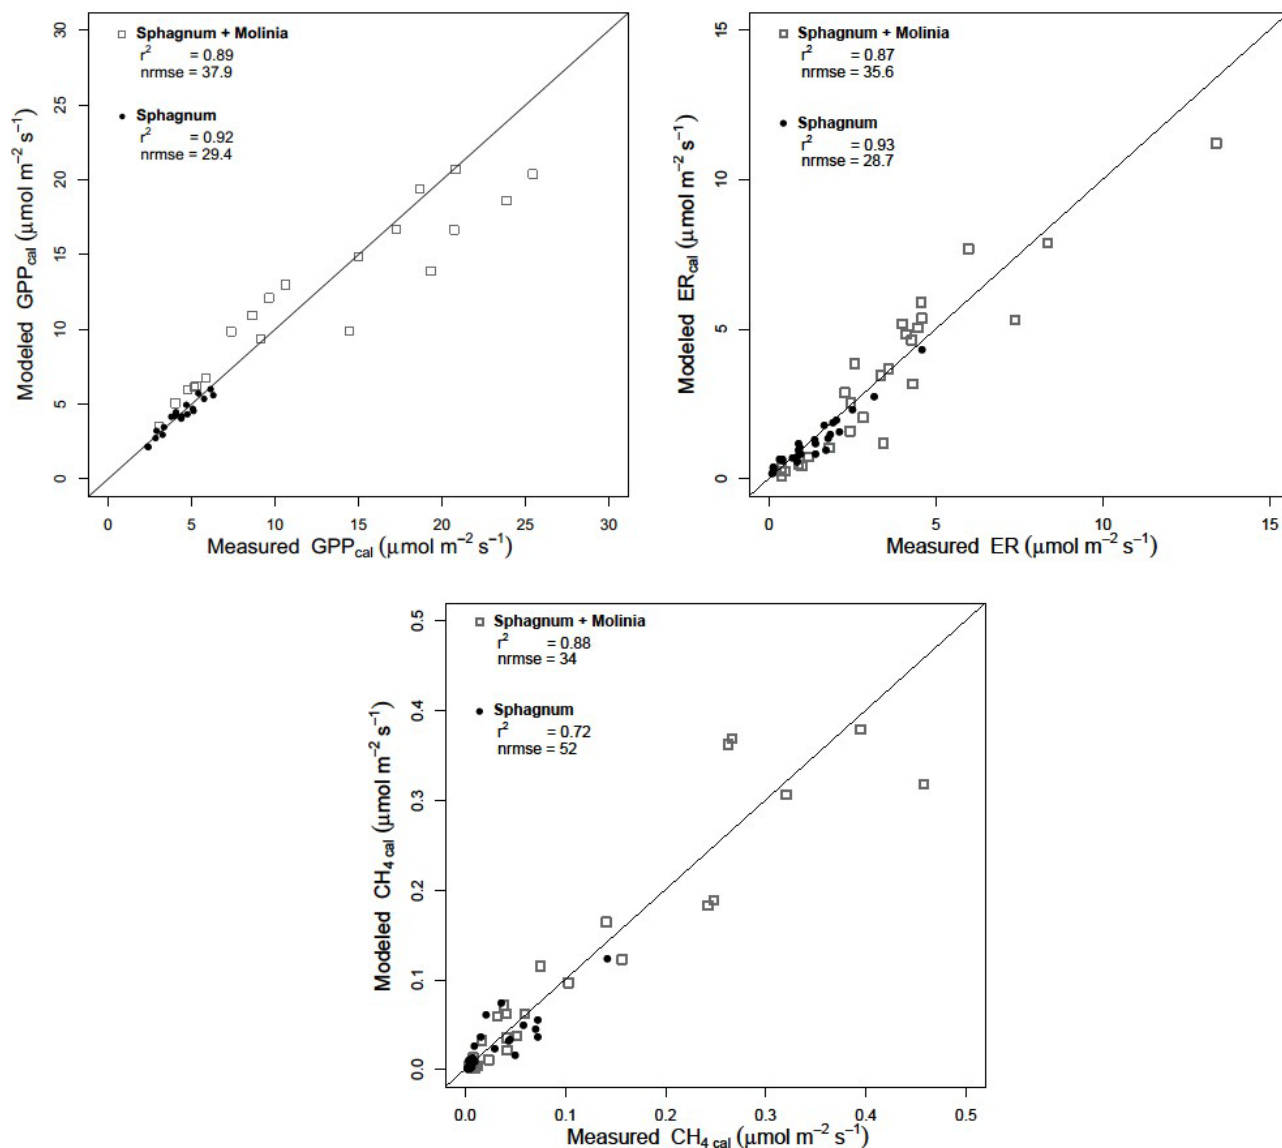 Sphagnum + Molinia
r² = 0.89
nrmse = 37.9
Sphagnum
r² = 0.92
nrmse = 29.4
Modeled GPPcal (μmol m−2 s−1)
0 5 10 15 20 25 30
0 5 10 15 20 25 30
Measured GPPcal (μmol m−2 s−1)
Sphagnum + Molinia
r² = 0.87
nrmse = 35.6
Sphagnum
r² = 0.93
nrmse = 28.7
Modeled ERcal (μmol m−2 s−1)
0 5 10 15
0 5 10 15
Measured ER (μmol m−2 s−1)
Sphagnum + Molinia
r² = 0.88
nrmse = 34
Sphagnum
r² = 0.72
nrmse = 52
Modeled CH4 cal (μmol m−2 s−1)
0.0 0.1 0.2 0.3 0.4 0.5
0.0 0.1 0.2 0.3 0.4 0.5
Measured CH4 cal (μmol m−2 s−1)